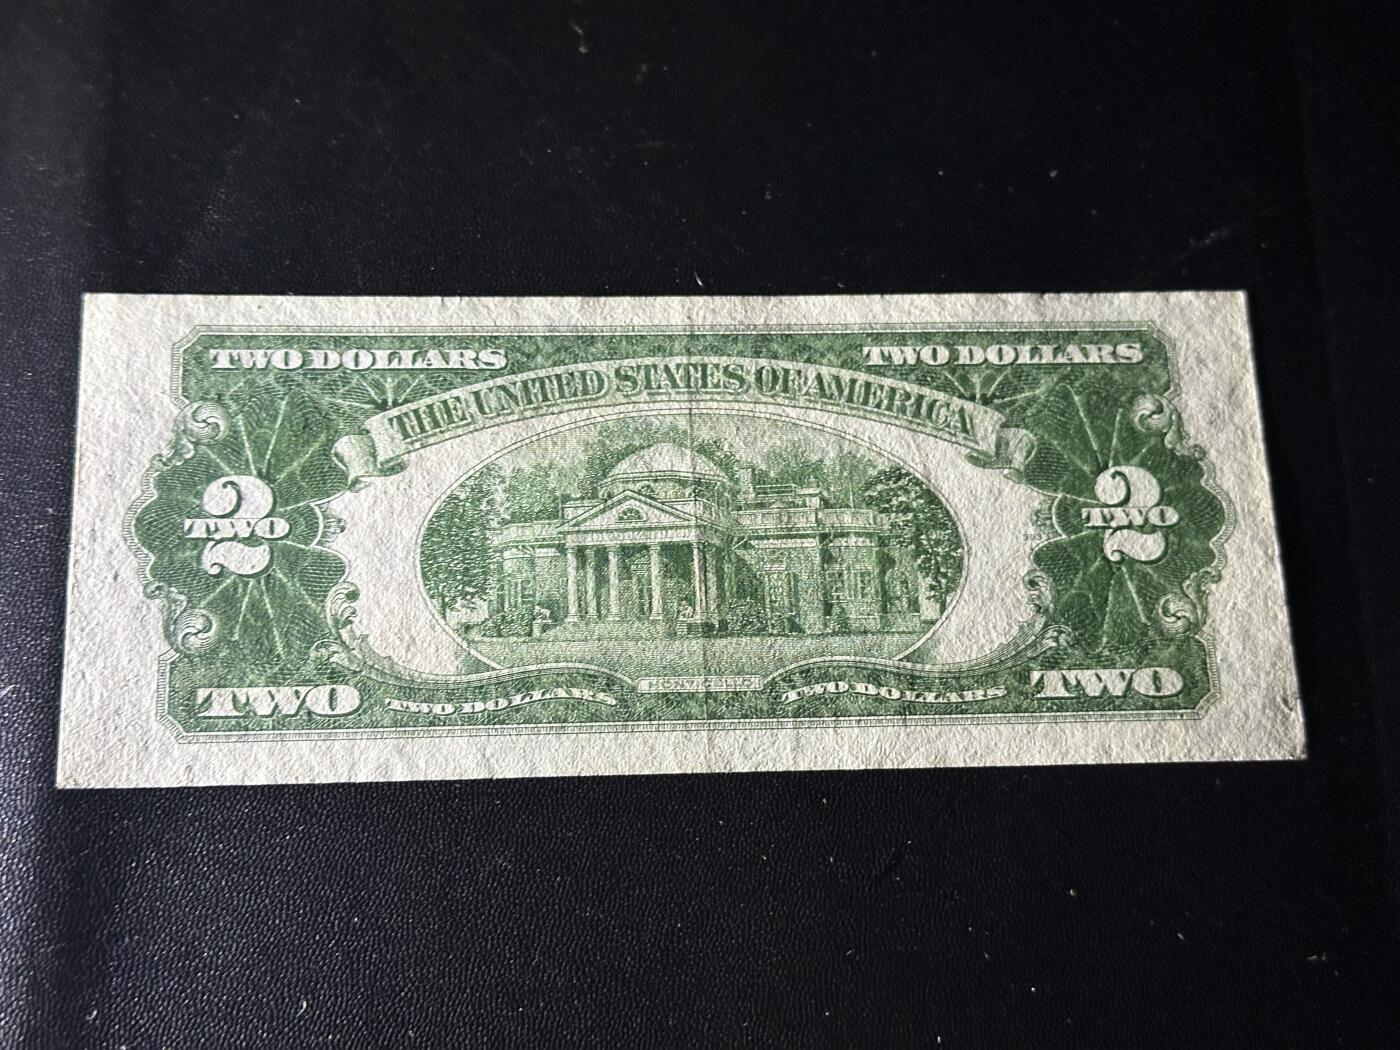 TWO DOLLARS TWO DOLLARS
THE UNITED STATES OF AMERICA
2 TWO 2 TWO
TWO TWO DOLLARS MONTICELLO TWO DOLLARS TWO